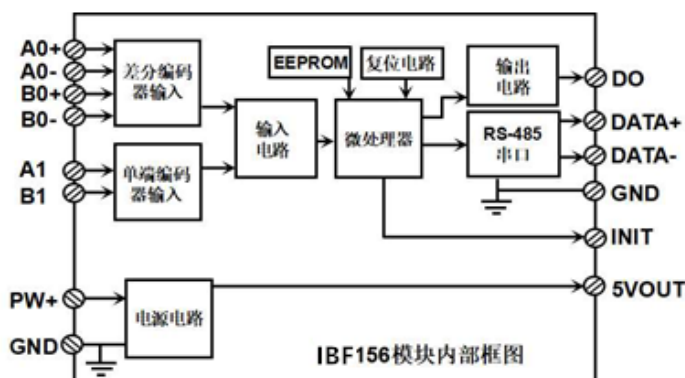 A0+
A0-
B0+
B0-
A1
B1
PW+
GND
差分编码
器输入
单端编码
器输入
输入
电路
EEPROM
复位电路
微处理器
输出
电路
RS-485
串口
电源电路
DO
DATA+
DATA-
GND
INIT
5VOUT
IBF156模块内部框图